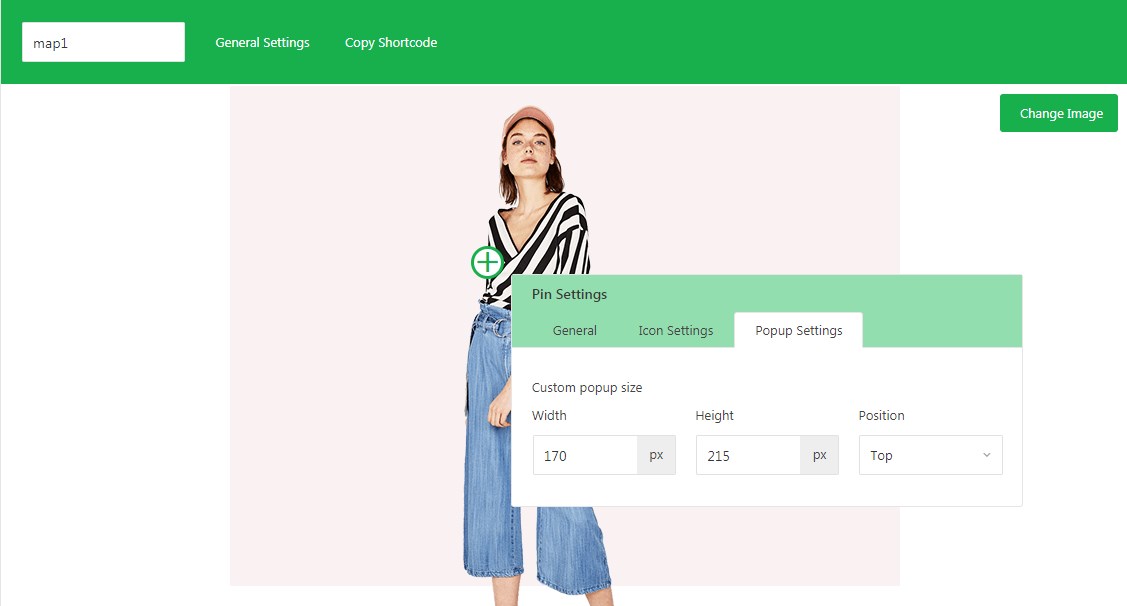 map1
General Settings
Copy Shortcode
Change Image
Pin Settings
General
Icon Settings
Popup Settings
Custom popup size
Width
Height
Position
170
px
215
px
Top